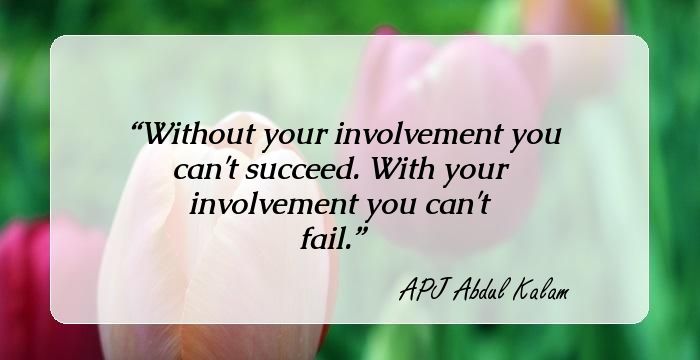 “Without your involvement you
can't succeed. With your
involvement you can't
fail.”
APJ Abdul Kalam